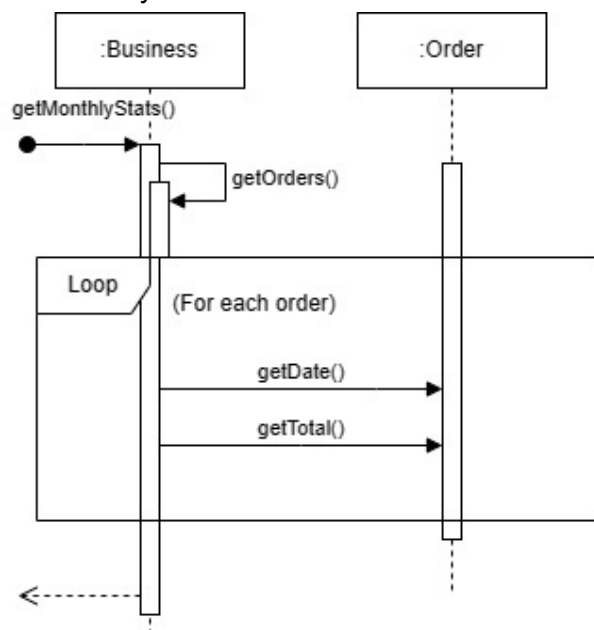 :Business
:Order
getMonthlyStats()
getOrders()
Loop
(For each order)
getDate()
getTotal()